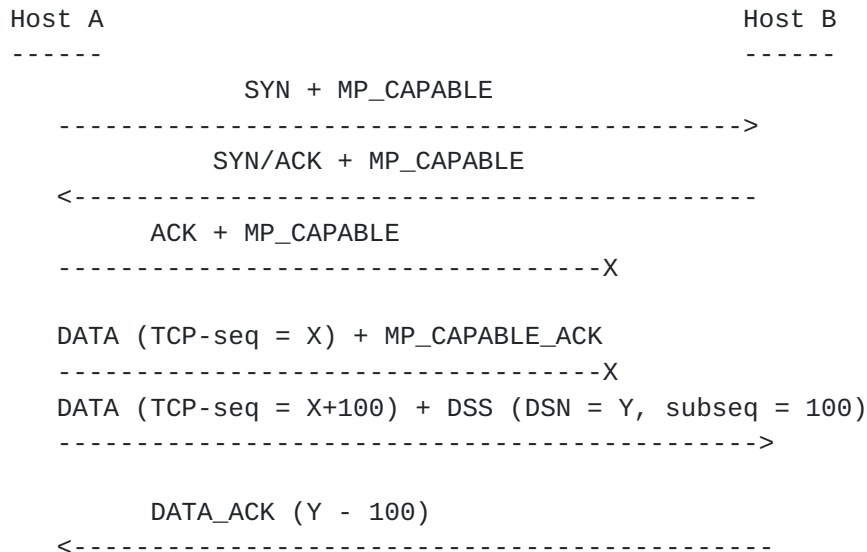 Host A Host B
------ ------
SYN + MP_CAPABLE
-------------------------------------------->
SYN/ACK + MP_CAPABLE
<--------------------------------------------
ACK + MP_CAPABLE
-----------------------------------X
DATA (TCP-seq = X) + MP_CAPABLE_ACK
-----------------------------------X
DATA (TCP-seq = X+100) + DSS (DSN = Y, subseq = 100)
--------------------------------------------->
DATA_ACK (Y - 100)
<---------------------------------------------